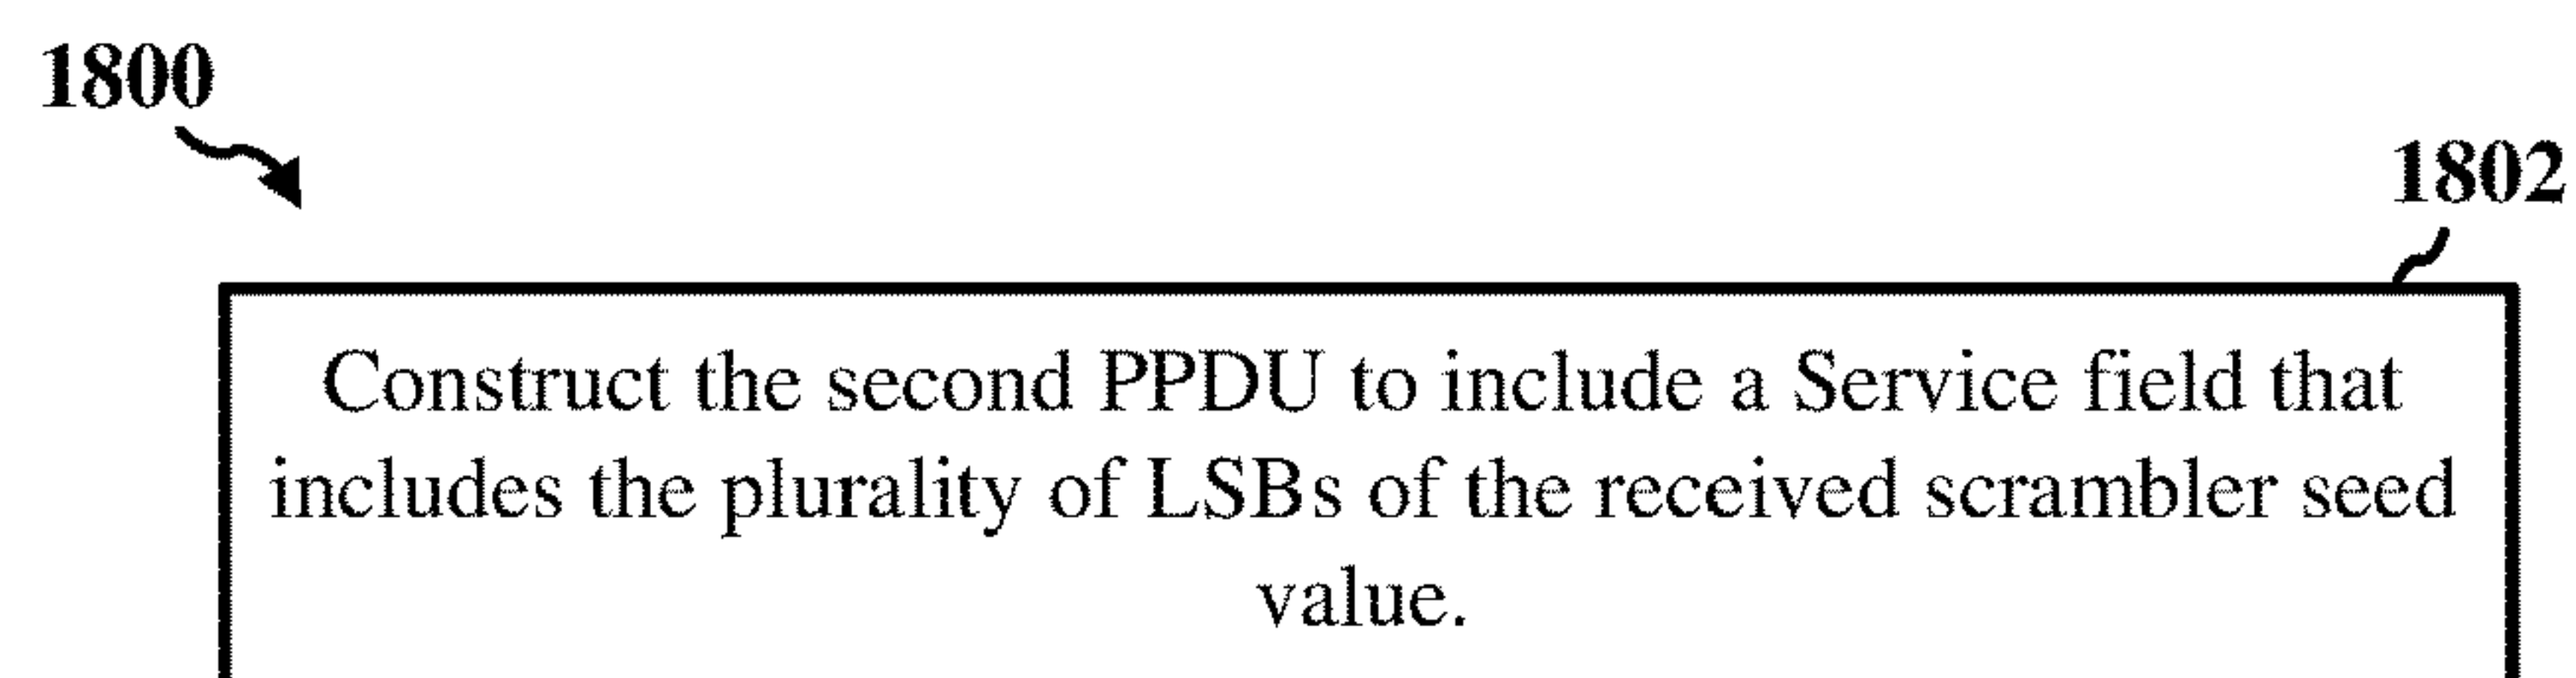 1800
1802
Construct the second PPDU to include a Service field that
includes the plurality of LSBs of the received scrambler seed
value.